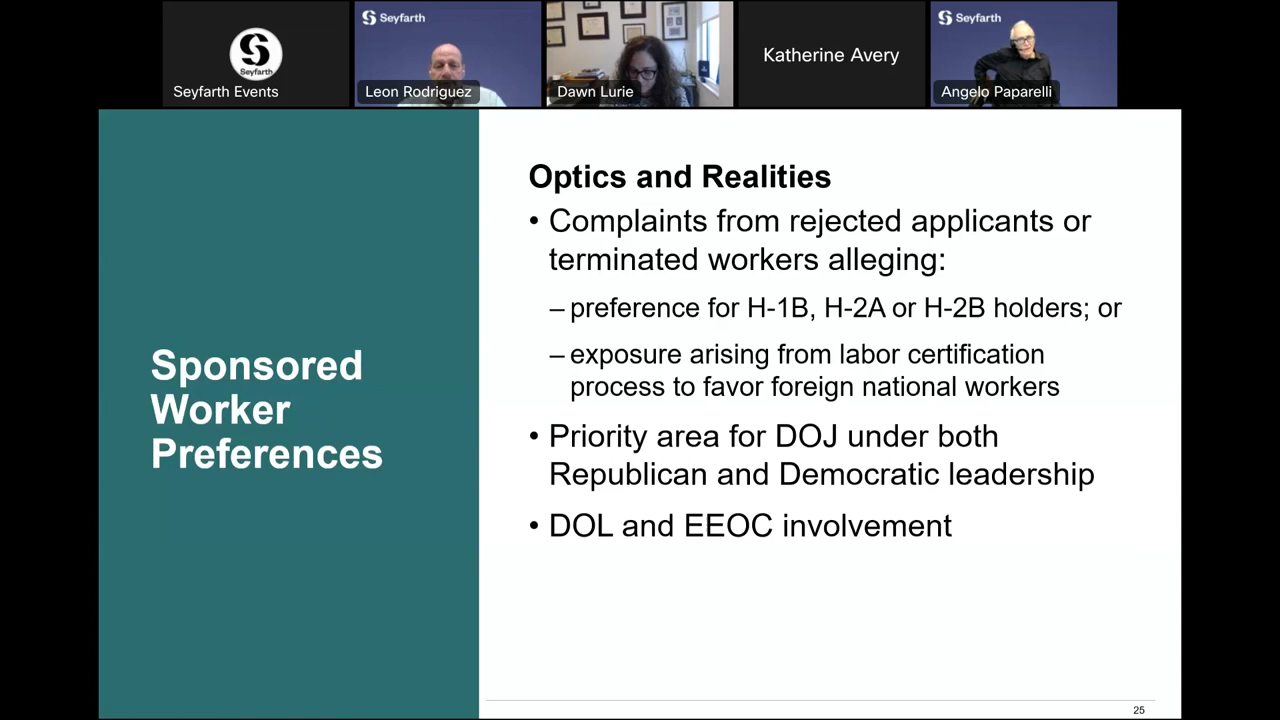 Seyfarth
Seyfarth Events
Seyfarth
Leon Rodriguez
Dawn Lurie
Katherine Avery
Seyfarth
Angelo Paparelli
Sponsored
Worker
Preferences
Optics and Realities
• Complaints from rejected applicants or
terminated workers alleging:
– preference for H-1B, H-2A or H-2B holders; or
– exposure arising from labor certification
process to favor foreign national workers
• Priority area for DOJ under both
Republican and Democratic leadership
• DOL and EEOC involvement
25